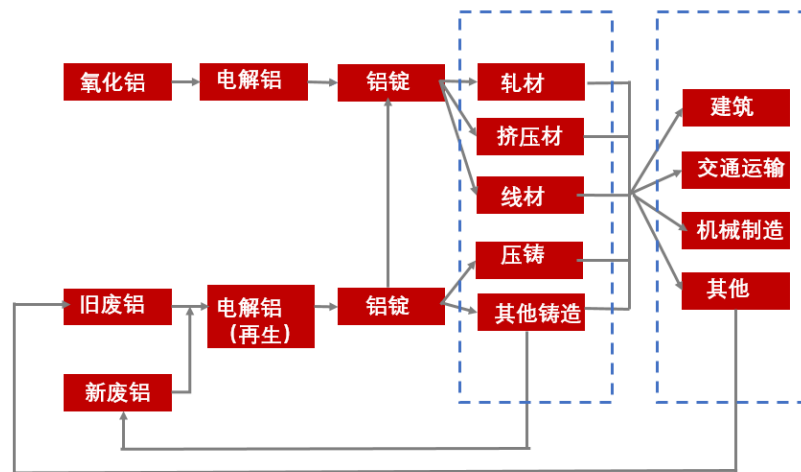 氧化铝
电解铝
铝锭
轧材
挤压材
线材
压铸
其他铸造
建筑
交通运输
机械制造
其他
旧废铝
电解铝
（再生）
铝锭
新废铝